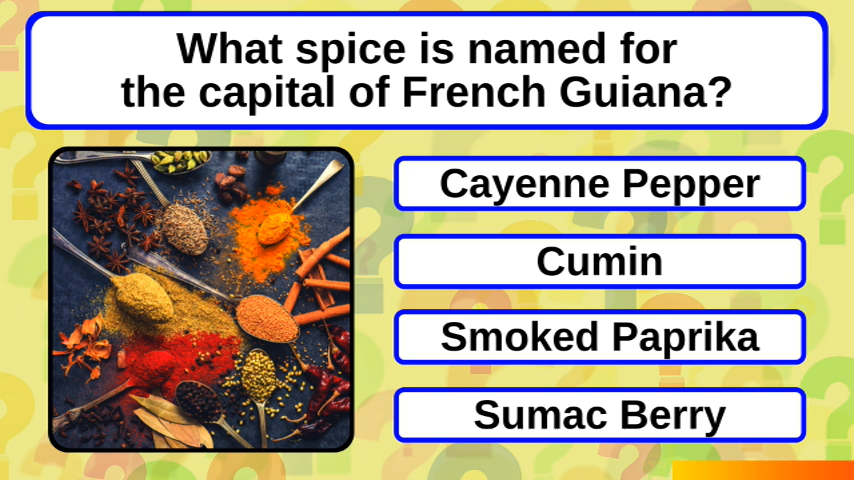 What spice is named for
the capital of French Guiana?
Cayenne Pepper
Cumin
Smoked Paprika
Sumac Berry